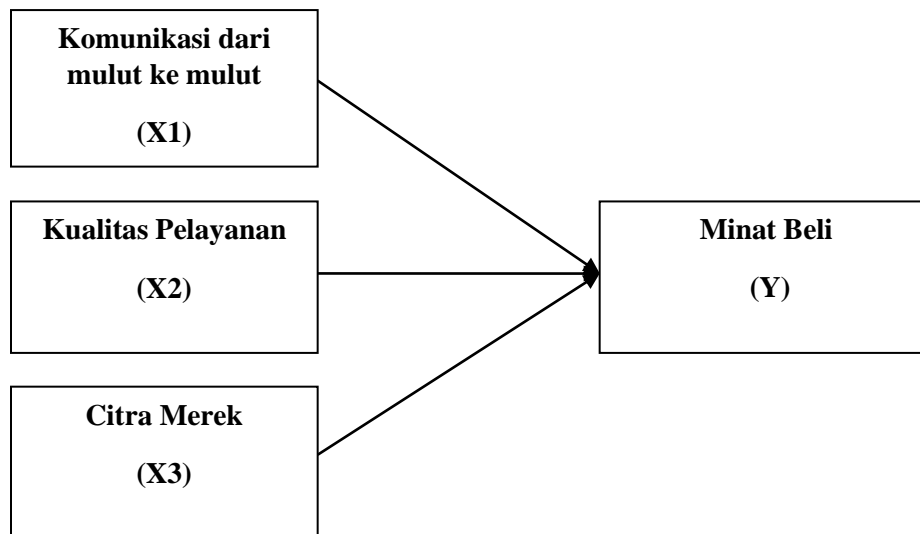 Komunikasi dari
mulut ke mulut
(X1)
Kualitas Pelayanan
(X2)
Minat Beli
(Y)
Citra Merek
(X3)